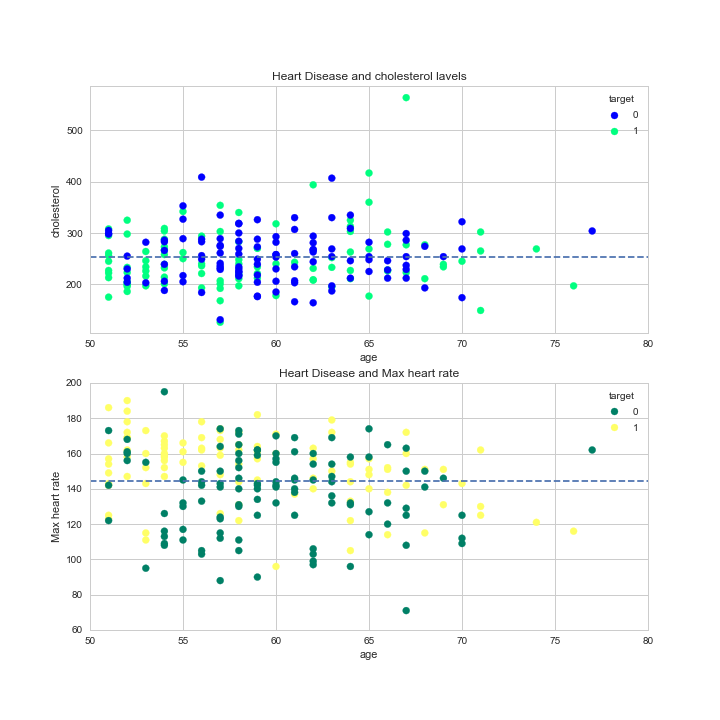 Heart Disease and cholesterol lavels
target
0
1
500
400
300
200
cholesterol
50 55 60 65 70 75 80
age
Heart Disease and Max heart rate
target
0
1
200
180
160
140
120
100
80
60
Max heart rate
50 55 60 65 70 75 80
age